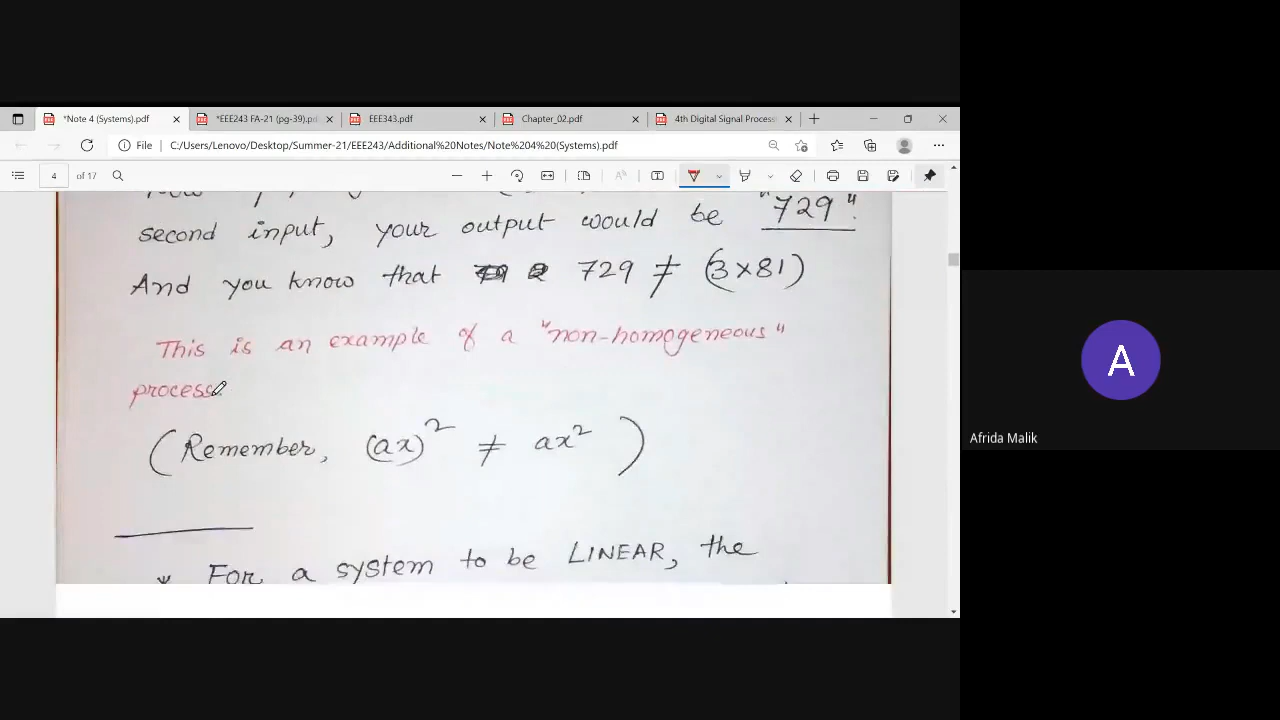 *Note 4 (Systems).pdf
*EEE243 FA-21 (pg-39).pd
EEE343.pdf
Chapter_02.pdf
4th Digital Signal Process
File
C:/Users/Lenovo/Desktop/Summer-21/EEE243/Additional%20Notes/Note%204%20(Systems).pdf
4 of 17
second input, your output would be "729".
And you know that 729 ≠ (3×81)
This is an example of a "non-homogeneous"
process.
(Remember, (ax)² ≠ ax² )
* For a system to be LINEAR, the
A
Afrida Malik